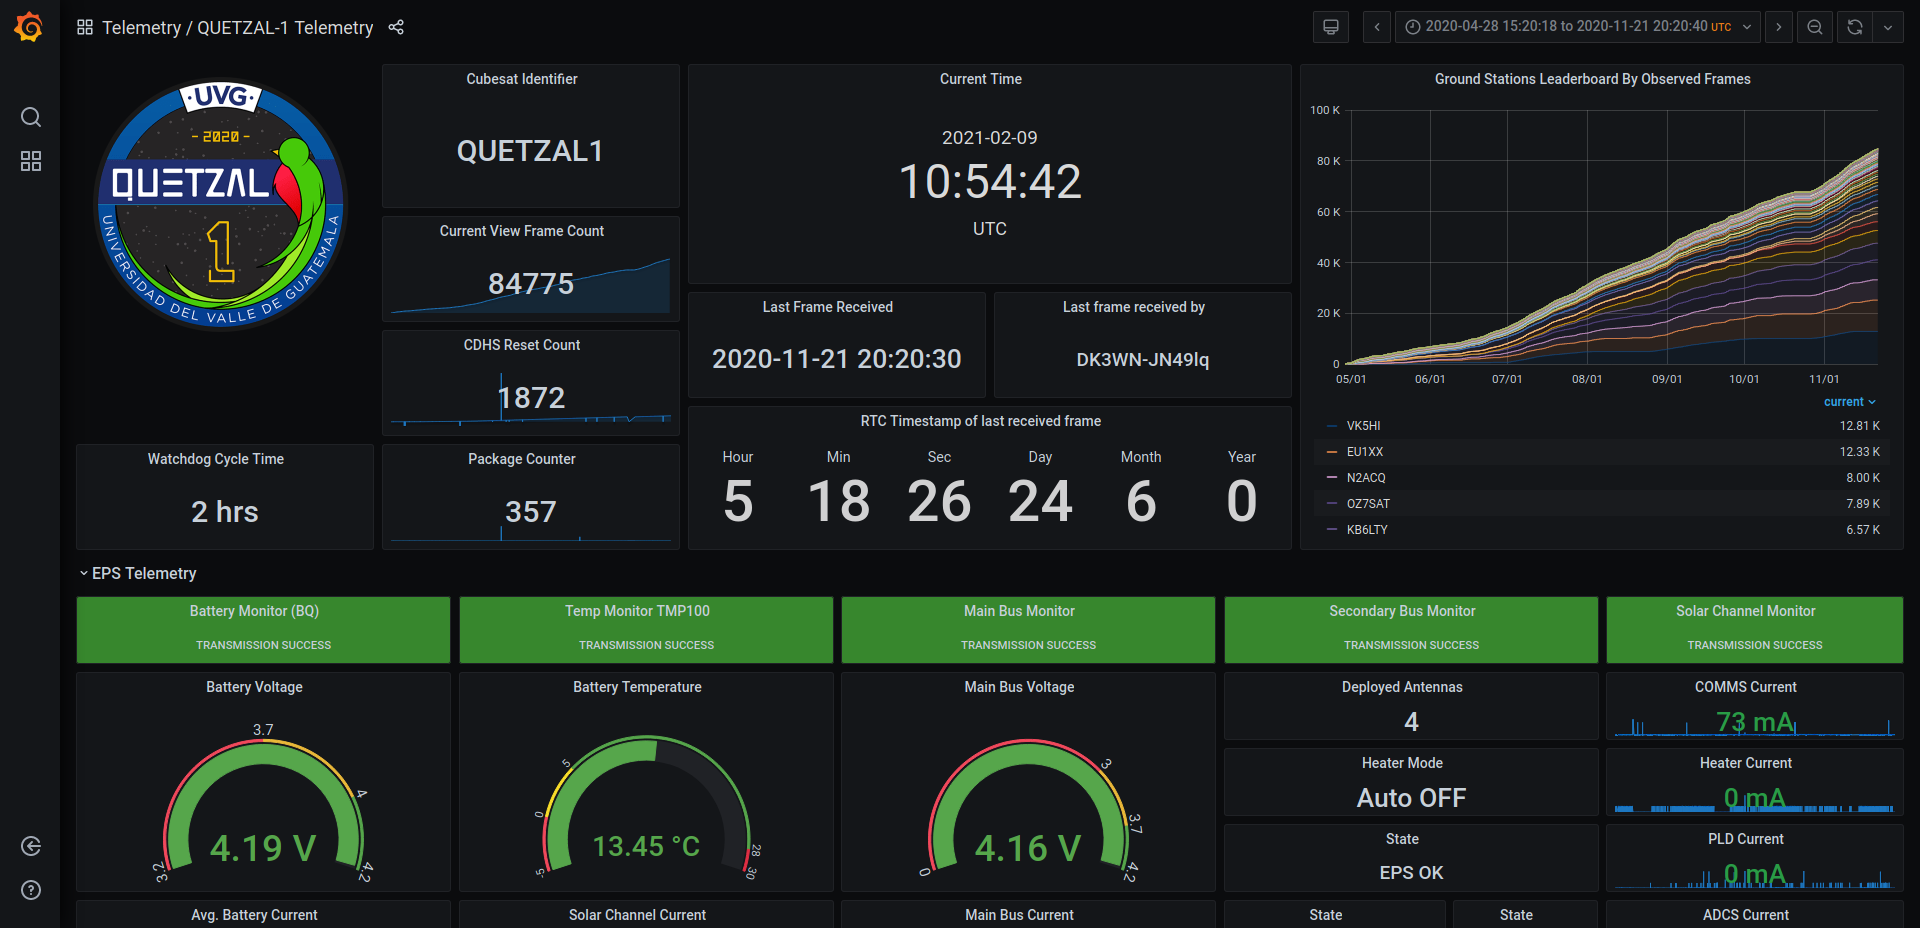 Telemetry / QUETZAL-1 Telemetry
2020-04-28 15:20:18 to 2020-11-21 20:20:40 UTC
·UVG·
- 2020 -
QUETZAL
1
UNIVERSIDAD DEL VALLE DE GUATEMALA
Cubesat Identifier
QUETZAL1
Current View Frame Count
84775
CDHS Reset Count
1872
Watchdog Cycle Time
2 hrs
Package Counter
357
Current Time
2021-02-09
10:54:42
UTC
Last Frame Received
2020-11-21 20:20:30
Last frame received by
DK3WN-JN49lq
RTC Timestamp of last received frame
Hour Min Sec Day Month Year
5 18 26 24 6 0
Ground Stations Leaderboard By Observed Frames
100 K
80 K
60 K
40 K
20 K
0
05/01 06/01 07/01 08/01 09/01 10/01 11/01
current
VK5HI 12.81 K
EU1XX 12.33 K
N2ACQ 8.00 K
OZ7SAT 7.89 K
KB6LTY 6.57 K
EPS Telemetry
Battery Monitor (BQ)
TRANSMISSION SUCCESS
Temp Monitor TMP100
TRANSMISSION SUCCESS
Main Bus Monitor
TRANSMISSION SUCCESS
Secondary Bus Monitor
TRANSMISSION SUCCESS
Solar Channel Monitor
TRANSMISSION SUCCESS
Battery Voltage
3.2
3.7
4
4.2
4.19 V
Battery Temperature
-5
0
5
28
30
13.45 °C
Main Bus Voltage
0
3
3.7
4.2
4.16 V
Deployed Antennas
4
Heater Mode
Auto OFF
State
EPS OK
COMMS Current
73 mA
Heater Current
0 mA
PLD Current
0 mA
Avg. Battery Current
Solar Channel Current
Main Bus Current
State
State
ADCS Current